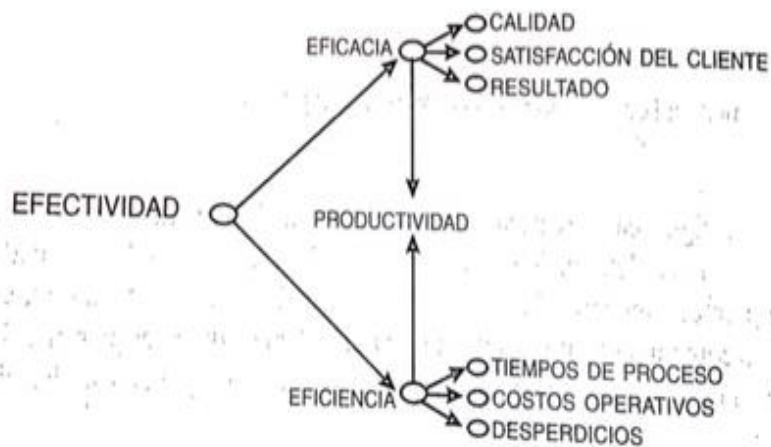 CALIDAD
EFICACIA
SATISFACCIÓN DEL CLIENTE
RESULTADO
EFECTIVIDAD
PRODUCTIVIDAD
TIEMPOS DE PROCESO
EFICIENCIA
COSTOS OPERATIVOS
DESPERDICIOS